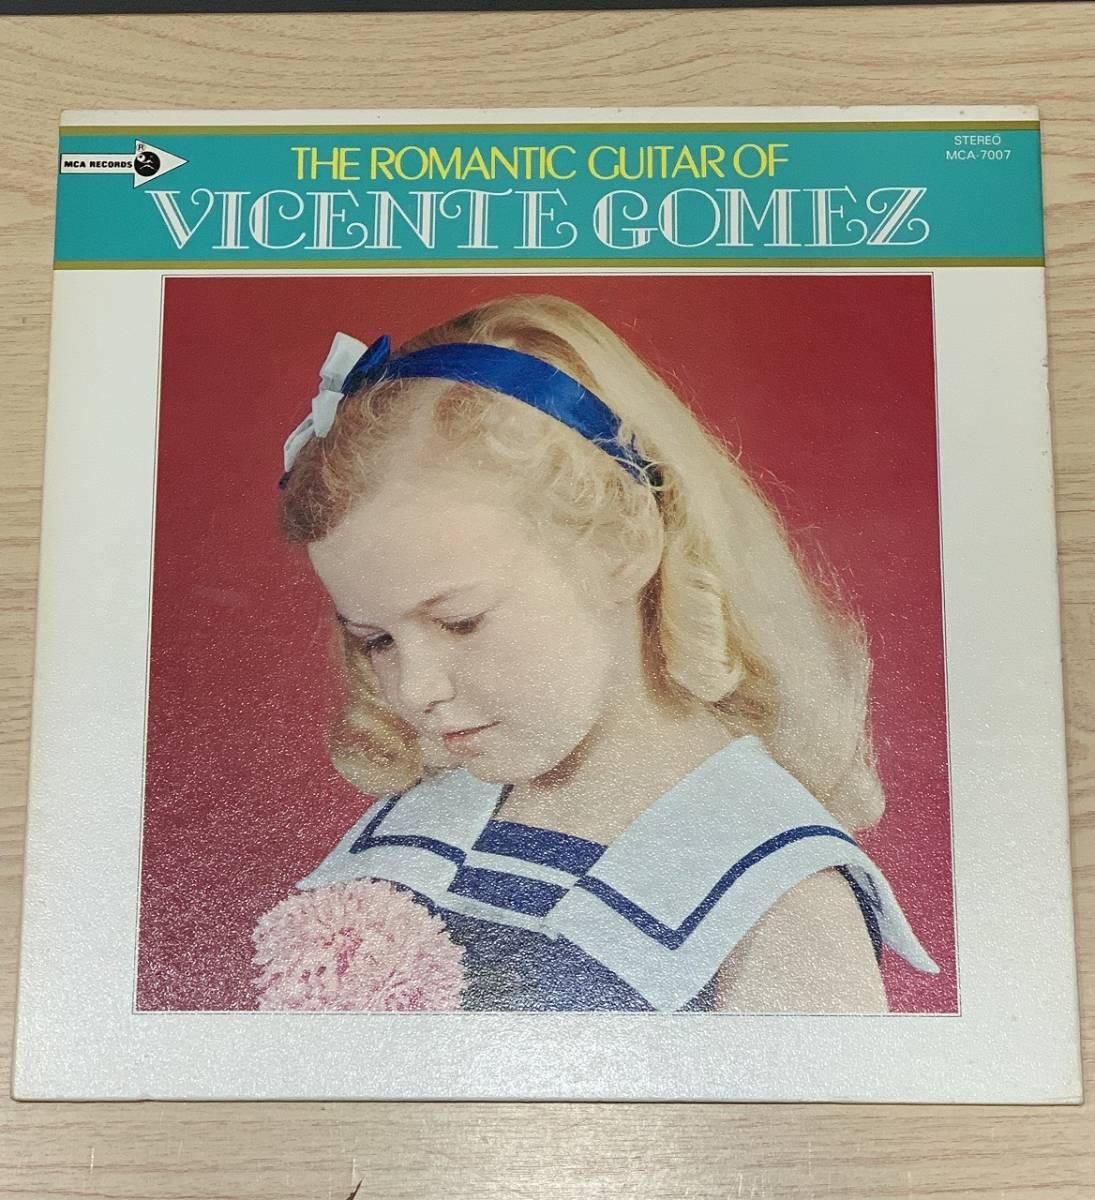 MCA RECORDS
R
THE ROMANTIC GUITAR OF
VICENTE GOMEZ
STEREO
MCA-7007